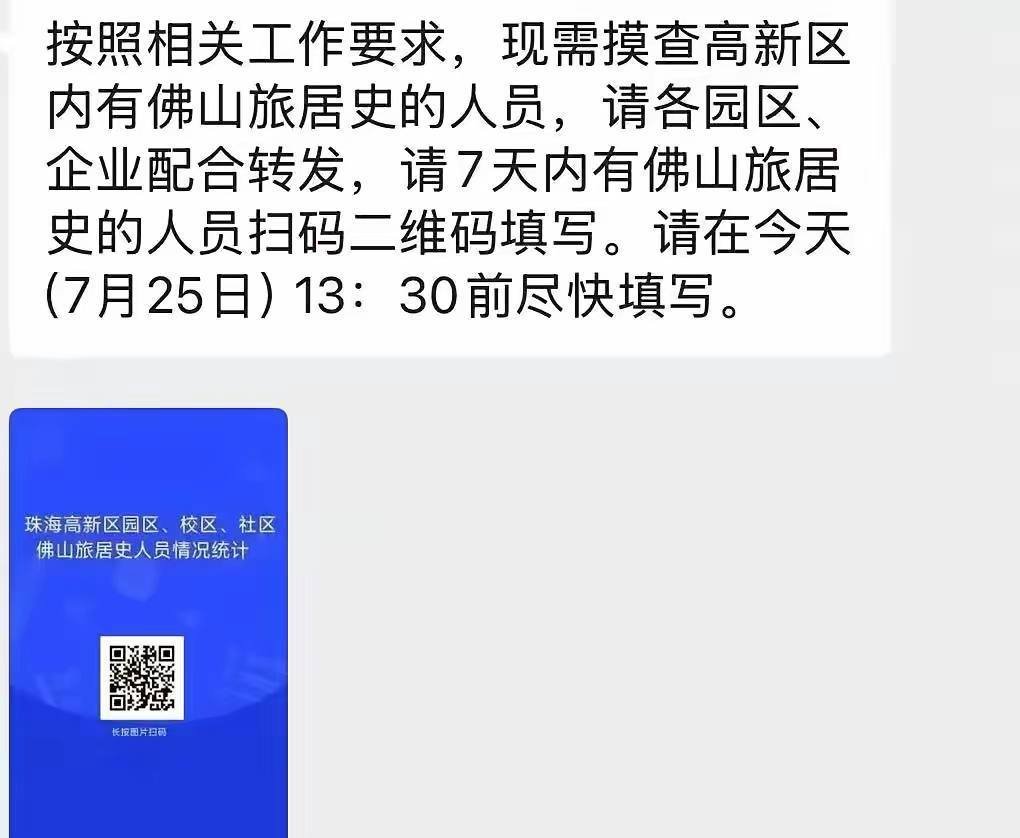 按照相关工作要求，现需摸查高新区
内有佛山旅居史的人员，请各园区、
企业配合转发，请7天内有佛山旅居
史的人员扫码二维码填写。请在今天
(7月25日) 13：30前尽快填写。
珠海高新区园区、校区、社区
佛山旅居史人员情况统计
长按图片扫码